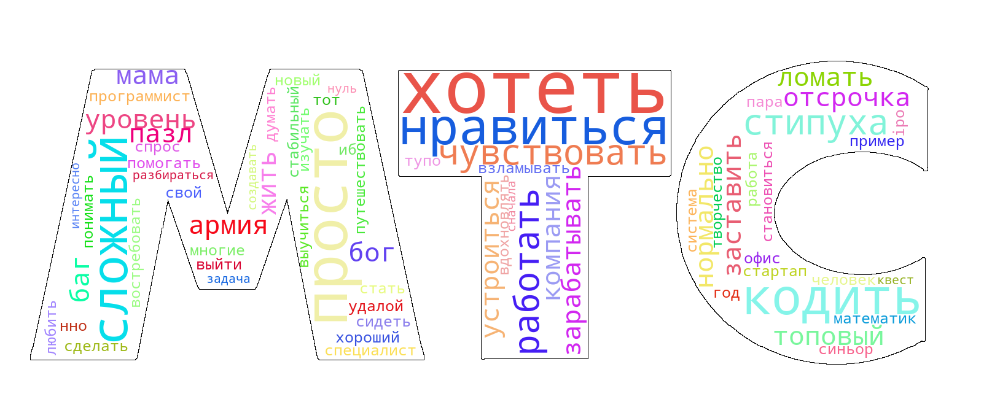 мама
программист
уровень
пазл
спрос
помогать
разбираться
свой
интересно
понимать
сложный
востребовать
баг
любить
нно
сделать
армия
многие
выйти
задача
новый
нуль
тот
думать
стабильный
изучать
просто
иб
путешествовать
создавать
жить
выучиться
бог
стать
удалой
сидеть
хороший
специалист
хотеть
нравиться
чувствовать
тупо
взламывать
устроиться
вдохновлять
сначала
работать
компания
зарабатывать
ломать
пара
отсрочка
стипуха
ipo
пример
нормально
система
творчество
заставить
работа
становиться
офис
стартап
человек
квест
год
кодить
математик
топовый
синьор